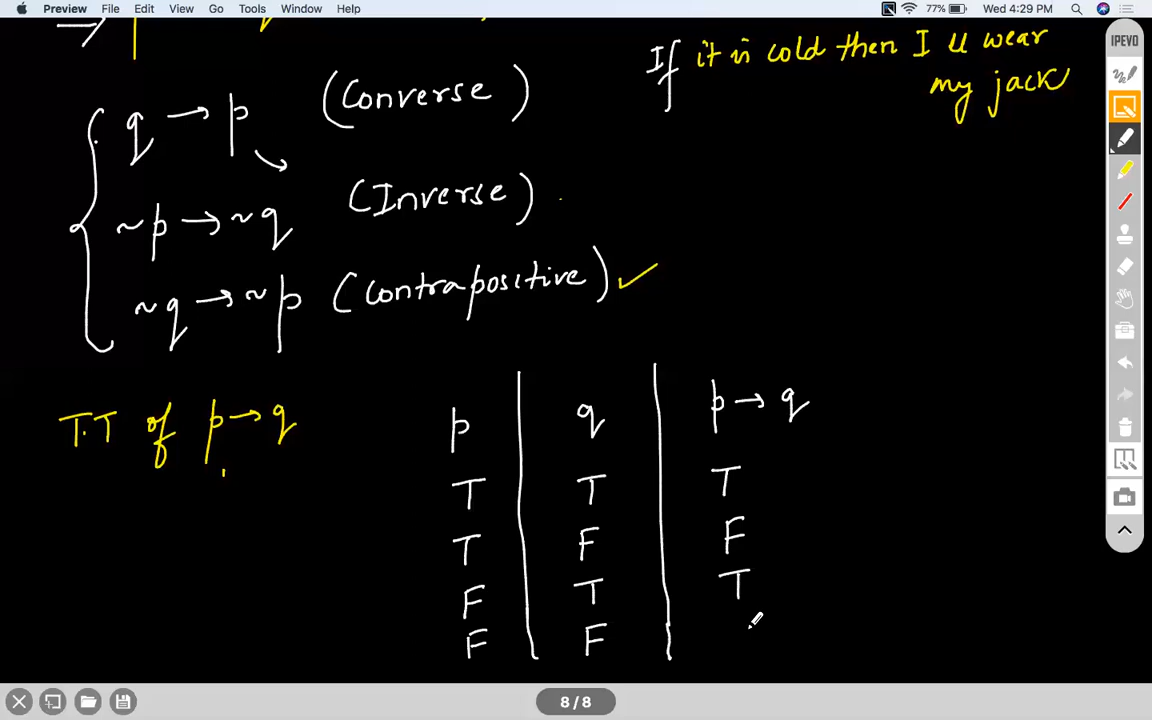 Preview File Edit View Go Tools Window Help 77% Wed 4:29 PM
IPEVO
If it is cold then I ll wear
my jack
q → p (Converse)
~p → ~q (Inverse)
~q → ~p (Contrapositive) ✓
T.T of p → q
p q p → q
T T T
T F F
F T T
F F
8 / 8